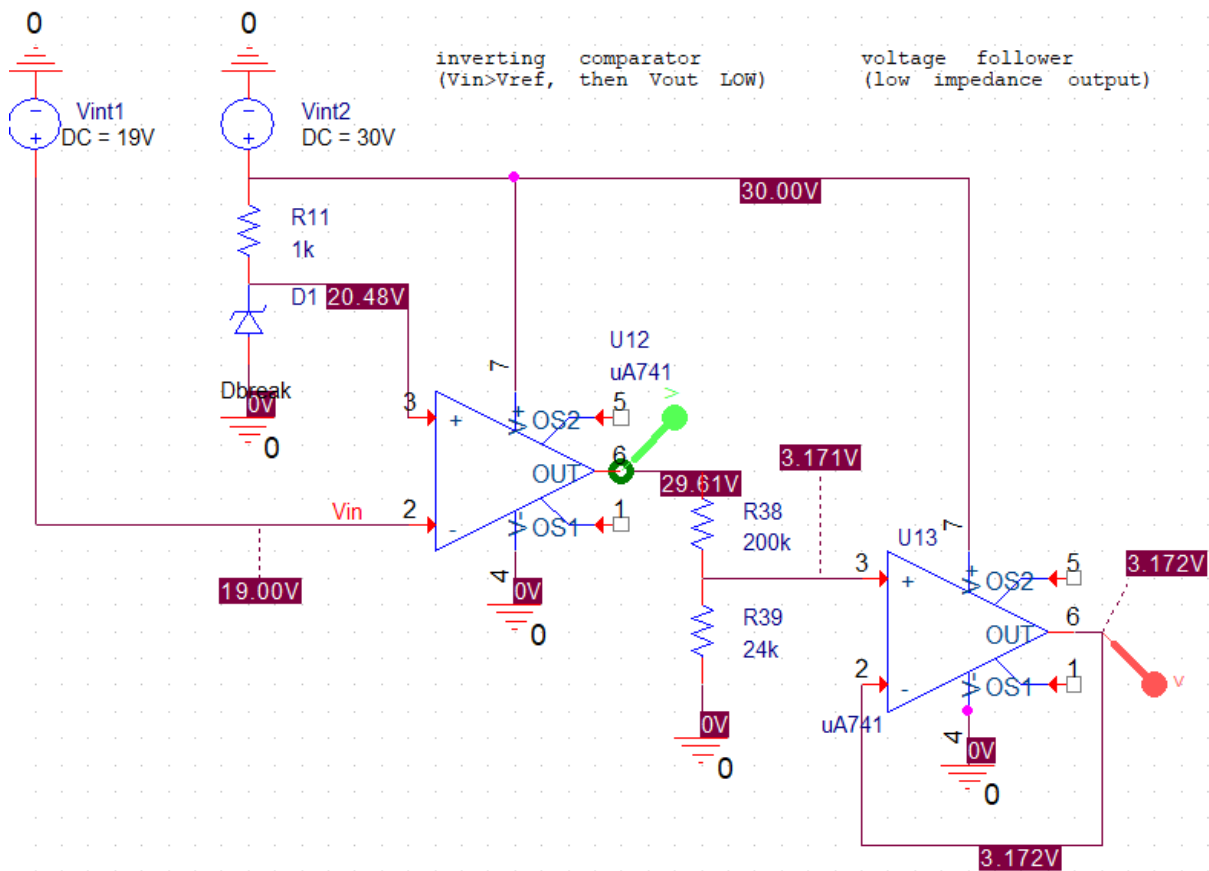 0
0
inverting comparator
(Vin>Vref, then Vout LOW)
voltage follower
(low impedance output)
Vint1
DC = 19V
Vint2
DC = 30V
30.00V
R11
1k
D1
20.48V
Dbreak
0V
0
U12
uA741
7
3
+
V+
OS2
5
OUT
6
Vin
2
-
V-
OS1
1
4
0V
0
19.00V
29.61V
3.171V
R38
200k
R39
24k
0V
0
U13
7
3
+
V+
OS2
5
3.172V
OUT
6
2
-
V-
OS1
1
V
V
uA741
4
0V
0
3.172V